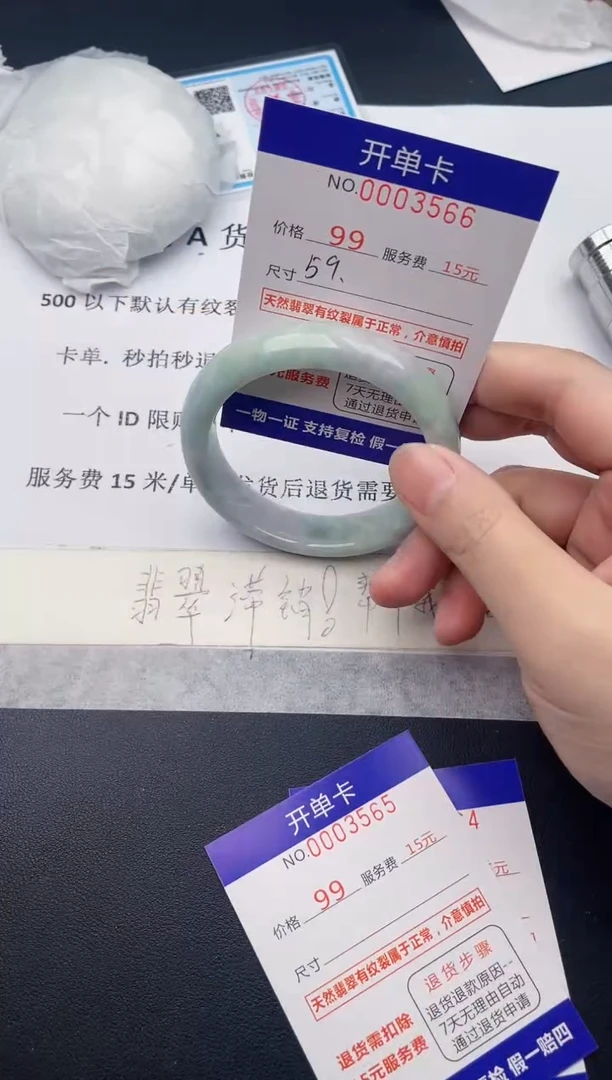 开单卡
NO.0003566
价格 99 服务费 15元
尺寸 59、
天然翡翠有纹裂属于正常，介意慎拍
元服务费
7天无理由
通过退货申
一物一证 支持复检 假一
A 货
500 以下默认有纹裂
卡单．秒拍秒退
一个 ID 限购
服务费 15 米/单 发货后退货需要
翡翠滞销！帮
开单卡
NO.0003565
价格 99 服务费 15元
尺寸
天然翡翠有纹裂属于正常，介意慎拍
退货需扣除
5元服务费
退货步骤
退货退款原因--
7天无理由自动
通过退货申请
检 假一赔四
4
元